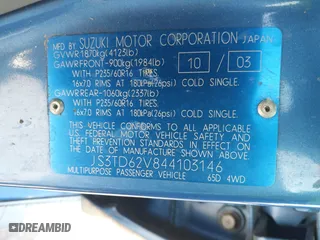 MFD BY SUZUKI MOTOR CORPORATION JAPAN
GVWR 1870kg(4123lb)
GAWR FRONT-900kg(1984lb) 10 / 03
WITH-P235/60R16 TIRES.
16x7.0 RIMS AT 180kPa(26psi) COLD SINGLE.
GAWR REAR-1060kg(2337lb)
WITH-P235/60R16 TIRES.
16x7.0 RIMS AT 180kPa(26psi) COLD SINGLE.
THIS VEHICLE CONFORMS TO ALL APPLICABLE
U.S. FEDERAL MOTOR VEHICLE SAFETY AND
THEFT PREVENTION STANDARDS IN EFFECT ON
THE DATE OF MANUFACTURE SHOWN ABOVE.
JS3TD62V844103146
MULTIPURPOSE PASSENGER VEHICLE 65D 4WD
DREAMBID